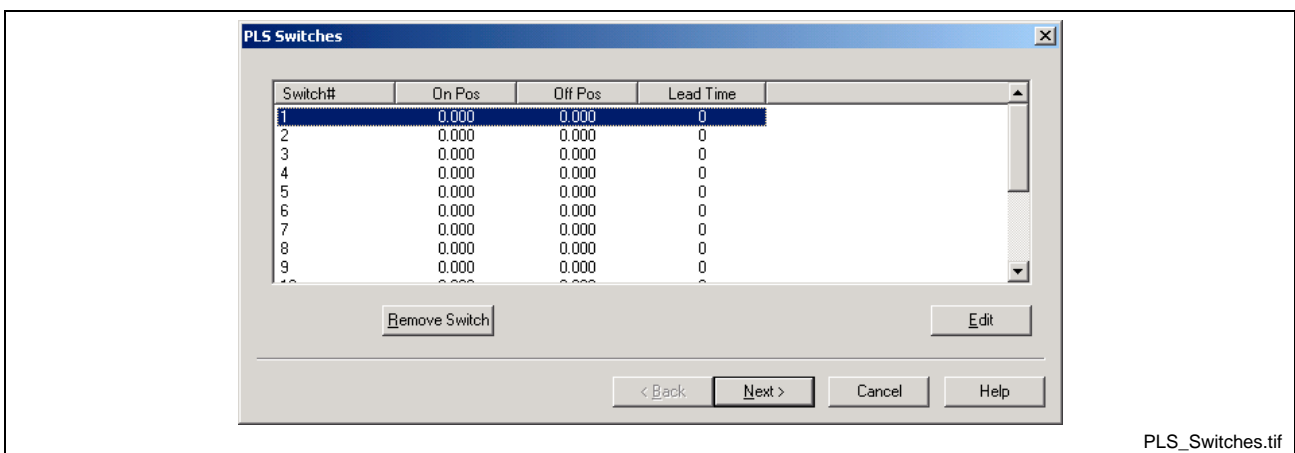 PLS Switches
Switch# On Pos Off Pos Lead Time
1 0.000 0.000 0
2 0.000 0.000 0
3 0.000 0.000 0
4 0.000 0.000 0
5 0.000 0.000 0
6 0.000 0.000 0
7 0.000 0.000 0
8 0.000 0.000 0
9 0.000 0.000 0
Remove Switch Edit
< Back Next > Cancel Help
PLS_Switches.tif